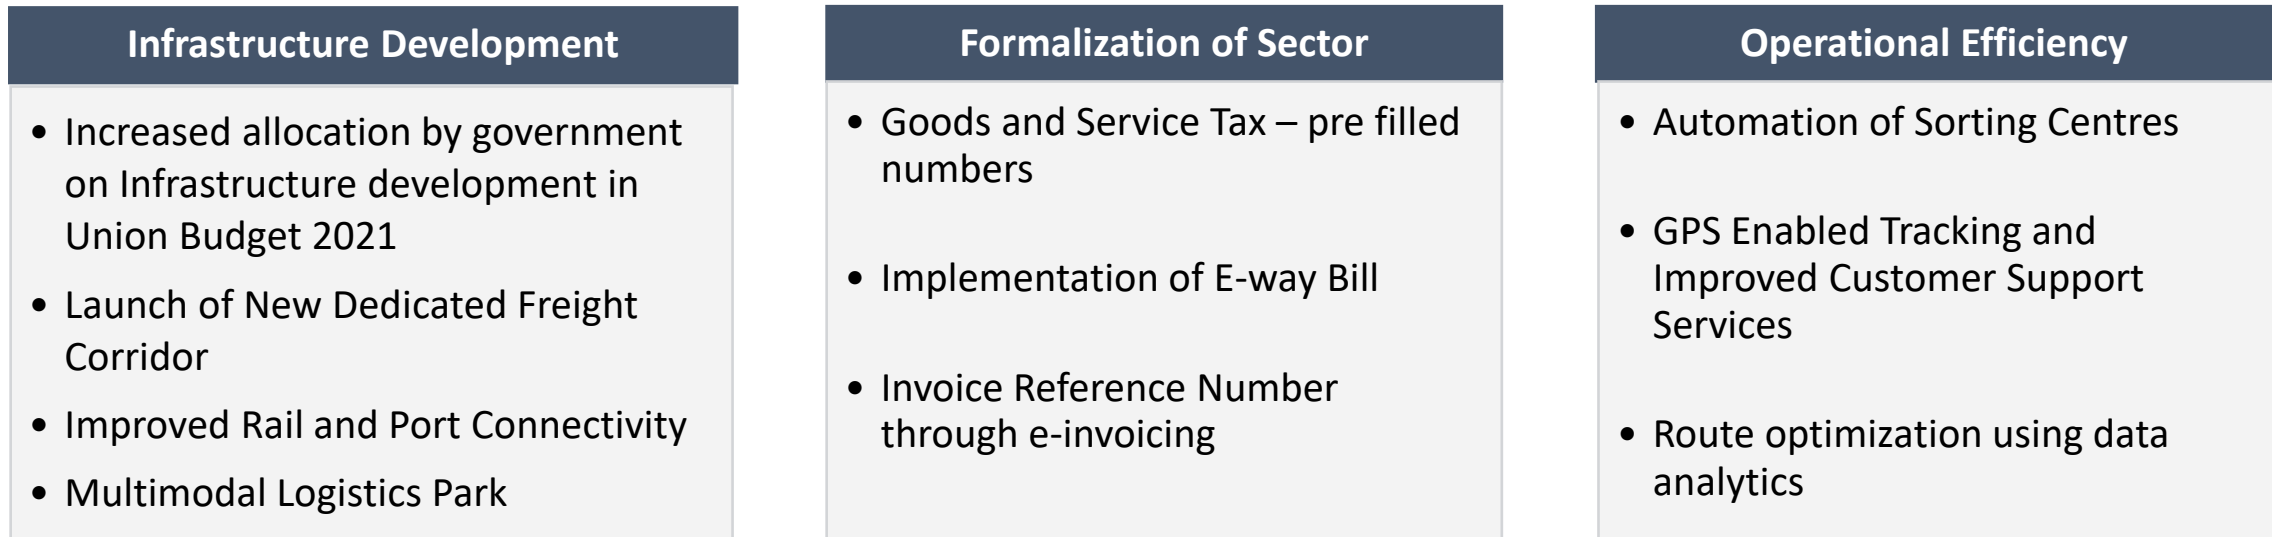 Infrastructure Development
• Increased allocation by government
on Infrastructure development in
Union Budget 2021
• Launch of New Dedicated Freight
Corridor
• Improved Rail and Port Connectivity
• Multimodal Logistics Park
Formalization of Sector
• Goods and Service Tax – pre filled
numbers
• Implementation of E-way Bill
• Invoice Reference Number
through e-invoicing
Operational Efficiency
• Automation of Sorting Centres
• GPS Enabled Tracking and
Improved Customer Support
Services
• Route optimization using data
analytics